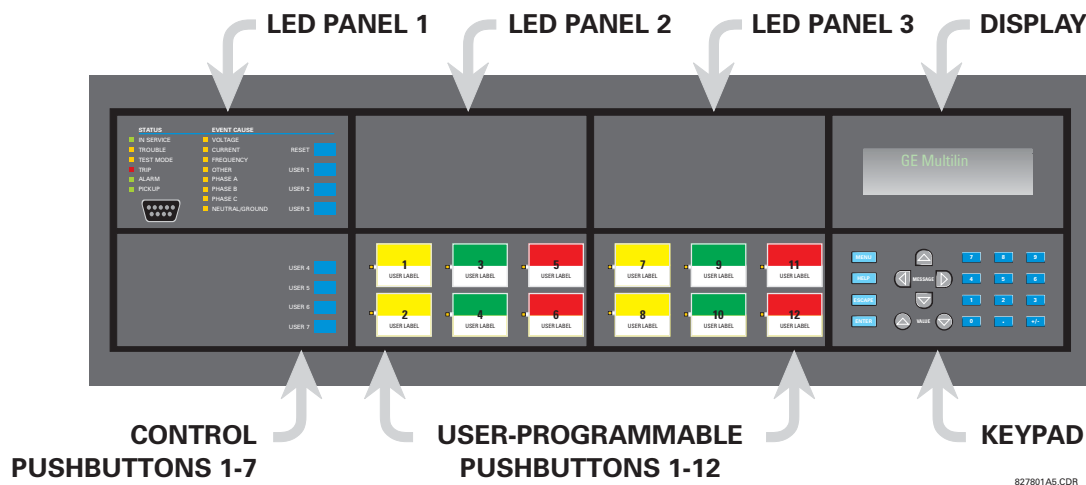 LED PANEL 1
LED PANEL 2
LED PANEL 3
DISPLAY
STATUS
EVENT CAUSE
IN SERVICE
VOLTAGE
TROUBLE
CURRENT
RESET
TEST MODE
FREQUENCY
TRIP
OTHER
USER 1
ALARM
PHASE A
PICKUP
PHASE B
USER 2
PHASE C
NEUTRAL/GROUND
USER 3
GE Multilin
USER 4
USER 5
USER 6
USER 7
1
USER LABEL
3
USER LABEL
5
USER LABEL
2
USER LABEL
4
USER LABEL
6
USER LABEL
7
USER LABEL
9
USER LABEL
11
USER LABEL
8
USER LABEL
10
USER LABEL
12
USER LABEL
MENU
7 8 9
HELP
MESSAGE
4 5 6
ESCAPE
1 2 3
ENTER
VALUE
0 . +/-
CONTROL
PUSHBUTTONS 1-7
USER-PROGRAMMABLE
PUSHBUTTONS 1-12
KEYPAD
827801A5.CDR